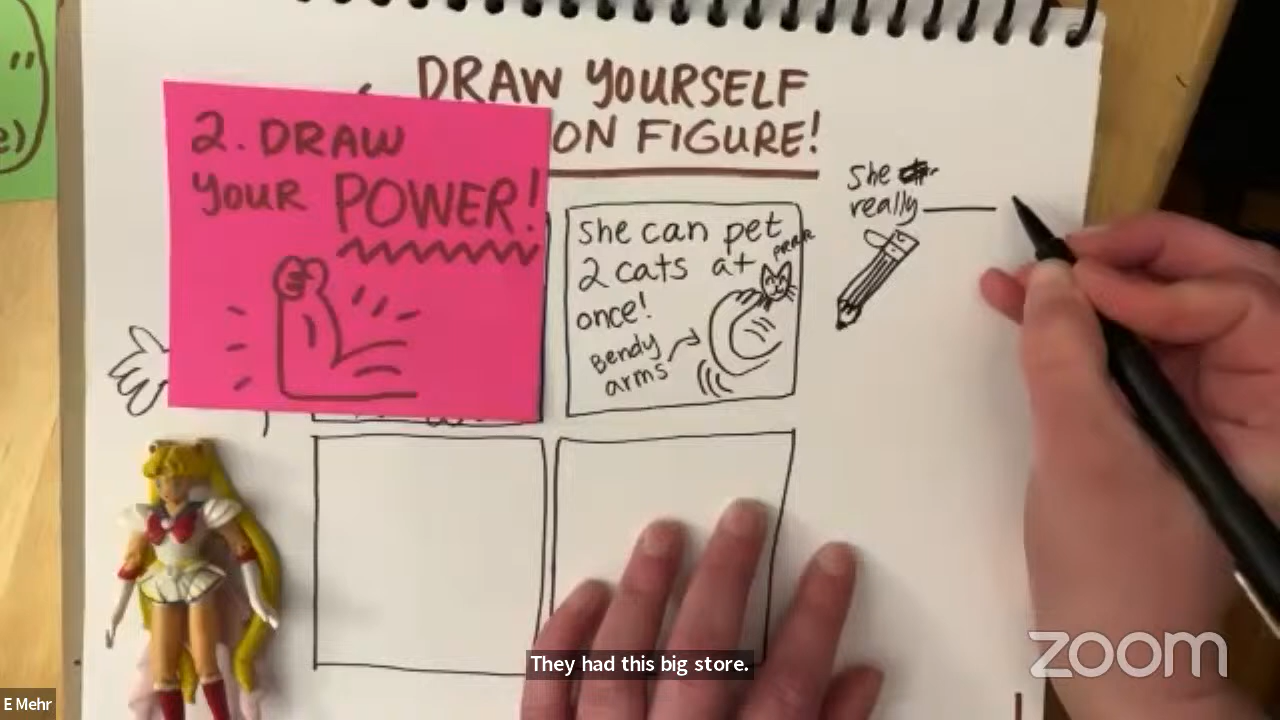 "
e)
DRAW YOURSELF
ON FIGURE!
2. DRAW
YOUR POWER!
She can pet
2 cats at
once!
prrr
Bendy
arms
She
really
They had this big store.
zoom
E Mehr